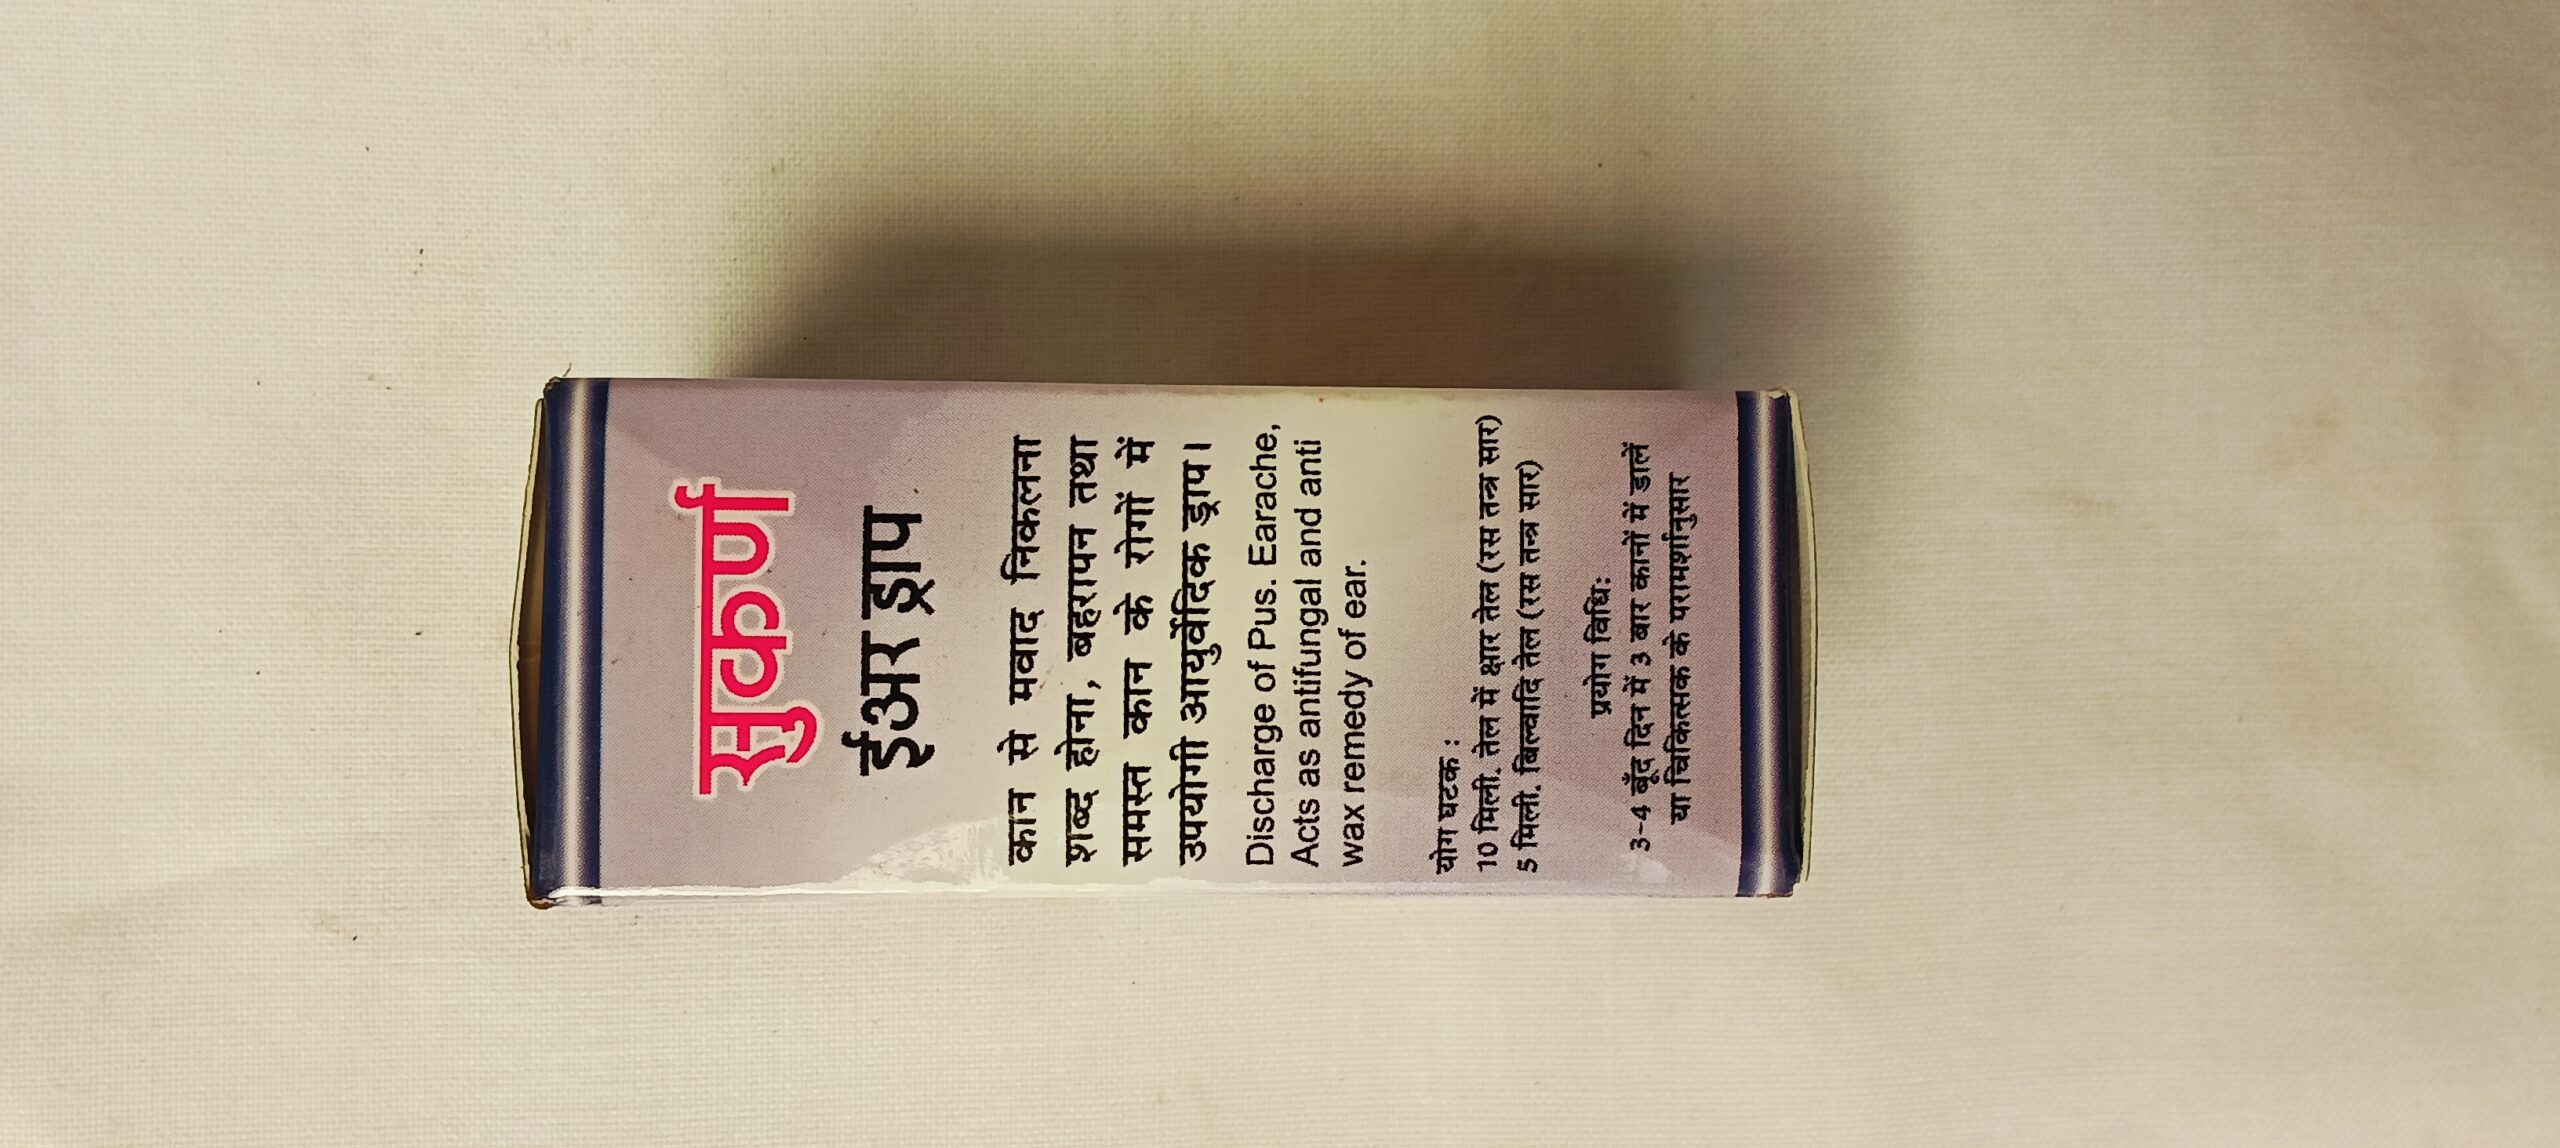 सुकर्ण
ईअर ड्राप
कान से मवाद निकलना
शब्द होना, बहरापन तथा
समस्त कान के रोगों में
उपयोगी आयुर्वेदिक ड्राप।
Discharge of Pus. Earache,
Acts as antifungal and anti
wax remedy of ear.
योग घटक :
10 मिली. तेल में क्षार तेल (रस तन्त्र सार)
5 मिली. बिल्वादि तेल (रस तन्त्र सार)
प्रयोग विधि:
3-4 बूँद दिन में 3 बार कानों में डालें
या चिकित्सक के परामर्शानुसार